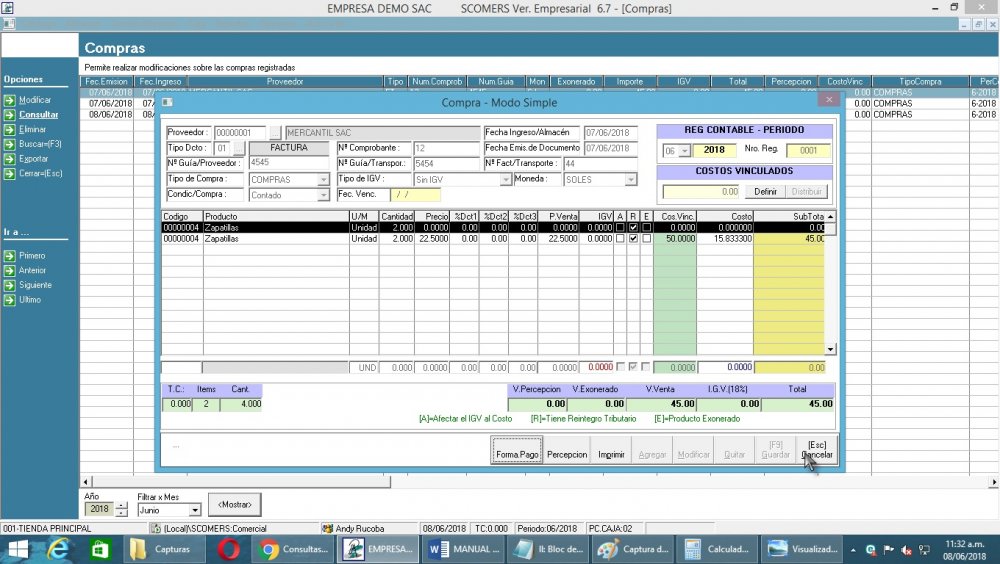 EMPRESA DEMO SAC SCOMERS Ver. Empresarial 6.7 - [Compras]
Compras
Permite realizar modificaciones sobre las compras registradas
Opciones
Modificar
Consultar
Eliminar
Buscar=(F3)
Exportar
Cerrar=(Esc)
Ir a ...
Primero
Anterior
Siguiente
Ultimo
Fec.Emision Fec.Ingreso Proveedor Tipo Num.Comprob Num.Guia Mon Exonerado Importe IGV Total Percepcion CostoVinc TipoCompra PerCo
07/06/2018 0.00 COMPRAS 6-2018
07/06/2018 0.00 COMPRAS 6-2018
08/06/2018 0.00 COMPRAS 6-2018
Compra - Modo Simple
Proveedor : 00000001 ... MERCANTIL SAC Fecha Ingreso/Almacén 07/06/2018
Tipo Dcto : 01 ... FACTURA Nº Comprobante : 12 Fecha Emis.de Documento 07/06/2018
Nº Guía/Proveedor : 4545 Nº Guía/Transpor.: 5454 Nº Fact/Transporte : 44
Tipo de Compra : COMPRAS Tipo de IGV : Sin IGV Moneda : SOLES
Condic/Compra : Contado Fec. Venc. / /
REG CONTABLE - PERIODO
06 2018 Nro. Reg. 0001
COSTOS VINCULADOS
0.00 Definir Distribuir
Codigo Producto U/M Cantidad Precio %Dct1 %Dct2 %Dct3 P.Venta IGV A R E Cos.Vinc. Costo SubTota
00000004 Zapatillas Unidad 2.000 0.0000 0.00 0.00 0.00 0.0000 0.0000 0.0000 0.000000 0.00
00000004 Zapatillas Unidad 2.000 22.5000 0.00 0.00 0.00 22.5000 0.0000 50.0000 15.833300 45.00
UND 0.000 0.0000 0.00 0.00 0.00 0.0000 0.0000 0.0000 0.0000 0.00
T.C.: Items Cant. V.Percepcion V.Exonerado V.Venta I.G.V.(18%) Total
0.000 2 4.000 0.00 0.00 45.00 0.00 45.00
[A]=Afectar el IGV al Costo [R]=Tiene Reintegro Tributario [E]=Producto Exonerado
...
Forma.Pago Percepcion Imprimir Agregar Modificar Quitar [F9] Guardar [Esc] Cancelar
Año Filtrar x Mes
2018 Junio <Mostrar>
001-TIENDA PRINCIPAL (Local)\SCOMERS:Comercial Andy Rucoba 08/06/2018 TC:0.000 Periodo:06/2018 PC.CAJA:02
Capturas Consultas... EMPRESA... MANUAL ... II: Bloc de... Captura d... Calculad... Visualizad...
11:32 a.m.
08/06/2018